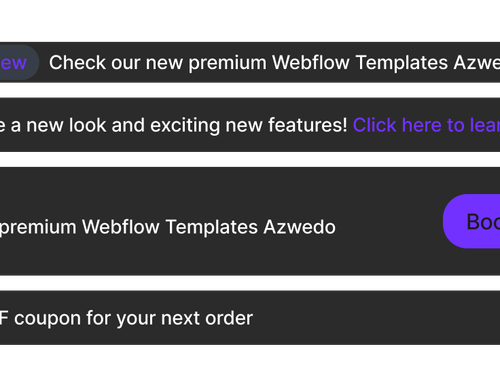 ew Check our new premium Webflow Templates Azwe
e a new look and exciting new features! Click here to lear
premium Webflow Templates Azwedo
Boo
F coupon for your next order